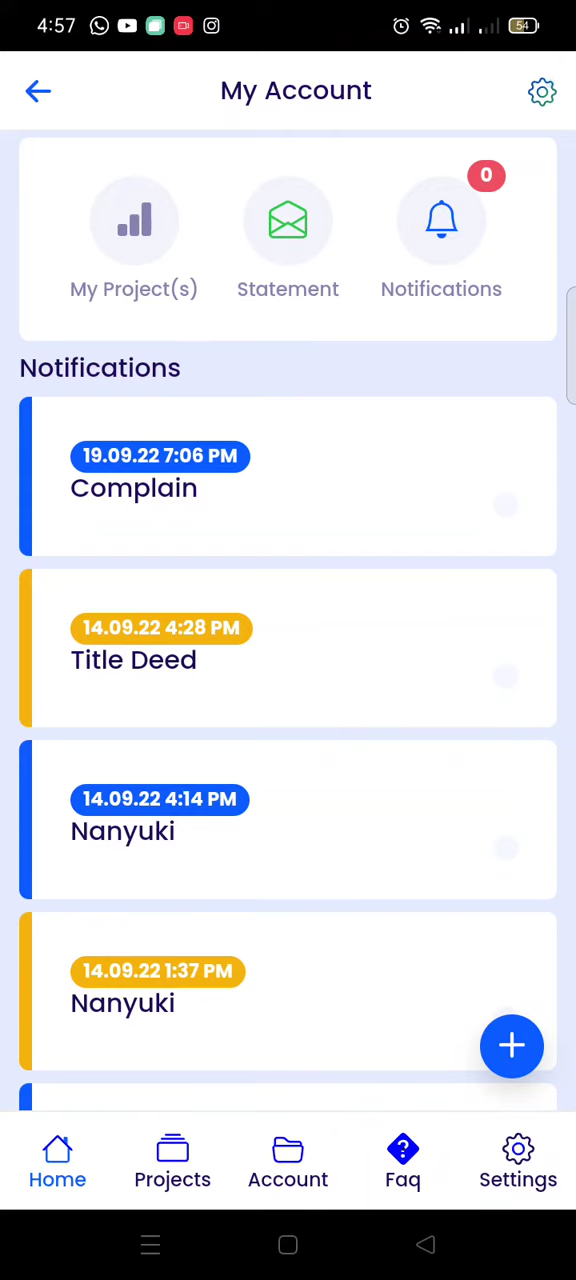 4:57
54
My Account
0
My Project(s) Statement Notifications
Notifications
19.09.22 7:06 PM
Complain
14.09.22 4:28 PM
Title Deed
14.09.22 4:14 PM
Nanyuki
14.09.22 1:37 PM
Nanyuki
Home Projects Account Faq Settings